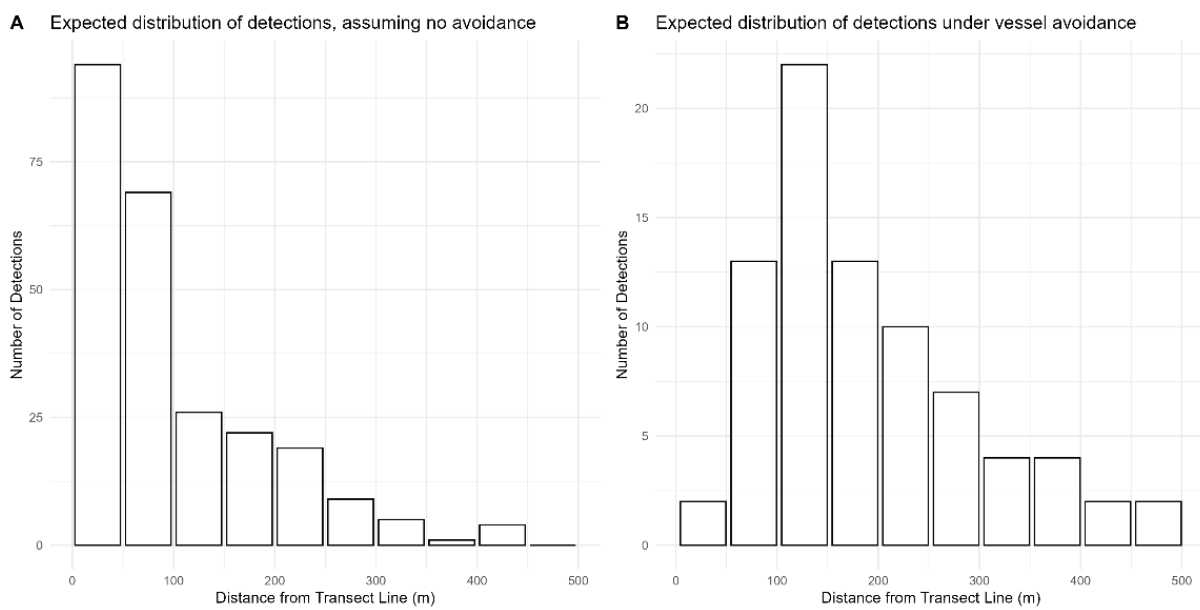 A Expected distribution of detections, assuming no avoidance
Number of Detections
75
50
25
0
0 100 200 300 400 500
Distance from Transect Line (m)
B Expected distribution of detections under vessel avoidance
Number of Detections
20
15
10
5
0
0 100 200 300 400 500
Distance from Transect Line (m)